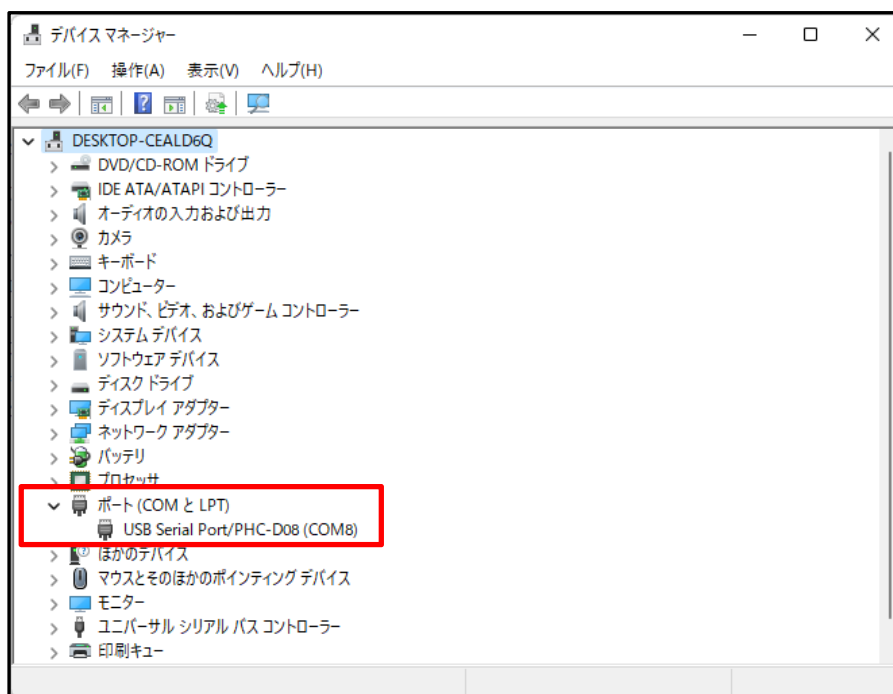 デバイス マネージャー
ファイル(F) 操作(A) 表示(V) ヘルプ(H)
DESKTOP-CEALD6Q
DVD/CD-ROM ドライブ
IDE ATA/ATAPI コントローラー
オーディオの入力および出力
カメラ
キーボード
コンピューター
サウンド、ビデオ、およびゲーム コントローラー
システム デバイス
ソフトウェア デバイス
ディスク ドライブ
ディスプレイ アダプター
ネットワーク アダプター
バッテリ
プロセッサ
ポート (COM と LPT)
USB Serial Port/PHC-D08 (COM8)
ほかのデバイス
マウスとそのほかのポインティング デバイス
モニター
ユニバーサル シリアル バス コントローラー
印刷キュー